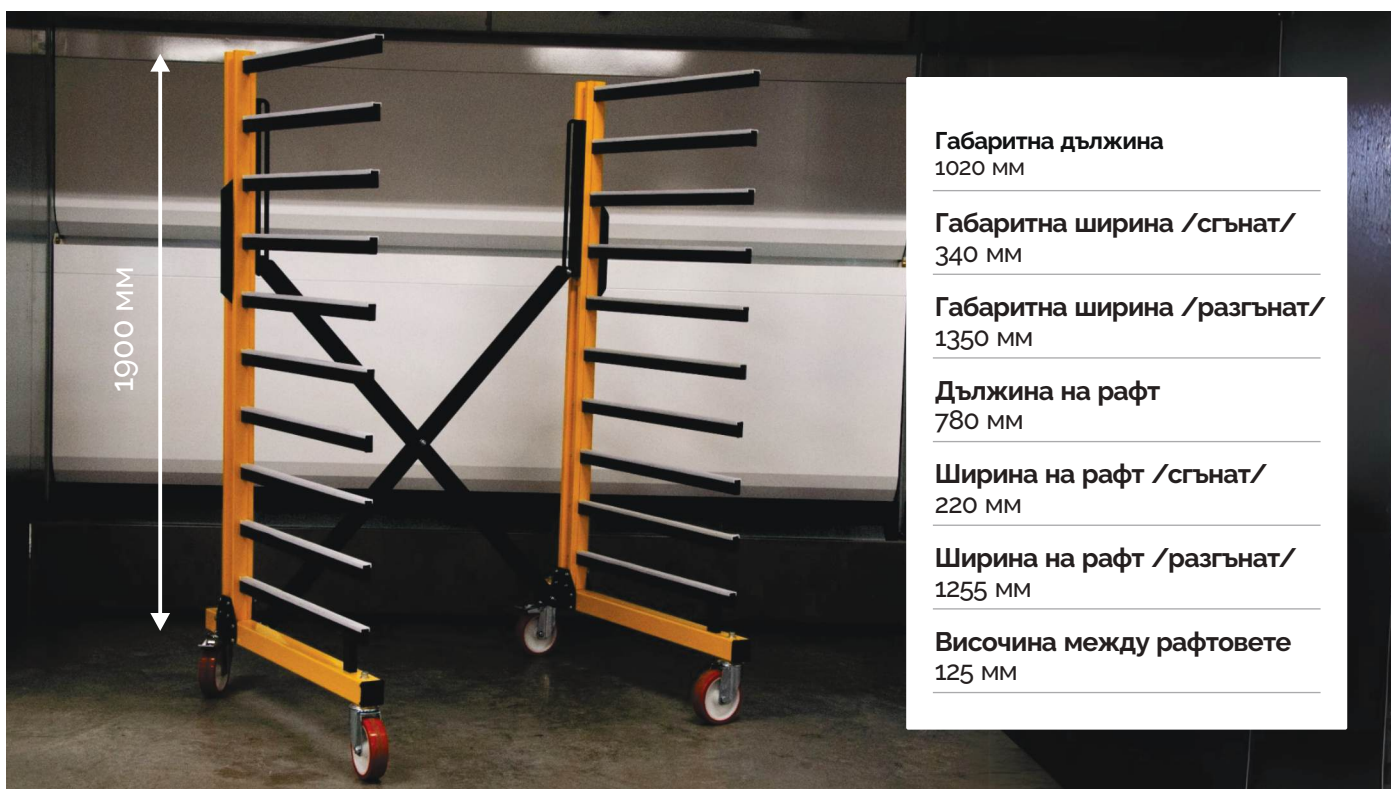 1900 мм
Габаритна дължина
1020 мм
Габаритна ширина /сгънат/
340 мм
Габаритна ширина /разгънат/
1350 мм
Дължина на рафт
780 мм
Ширина на рафт /сгънат/
220 мм
Ширина на рафт /разгънат/
1255 мм
Височина между рафтовете
125 мм